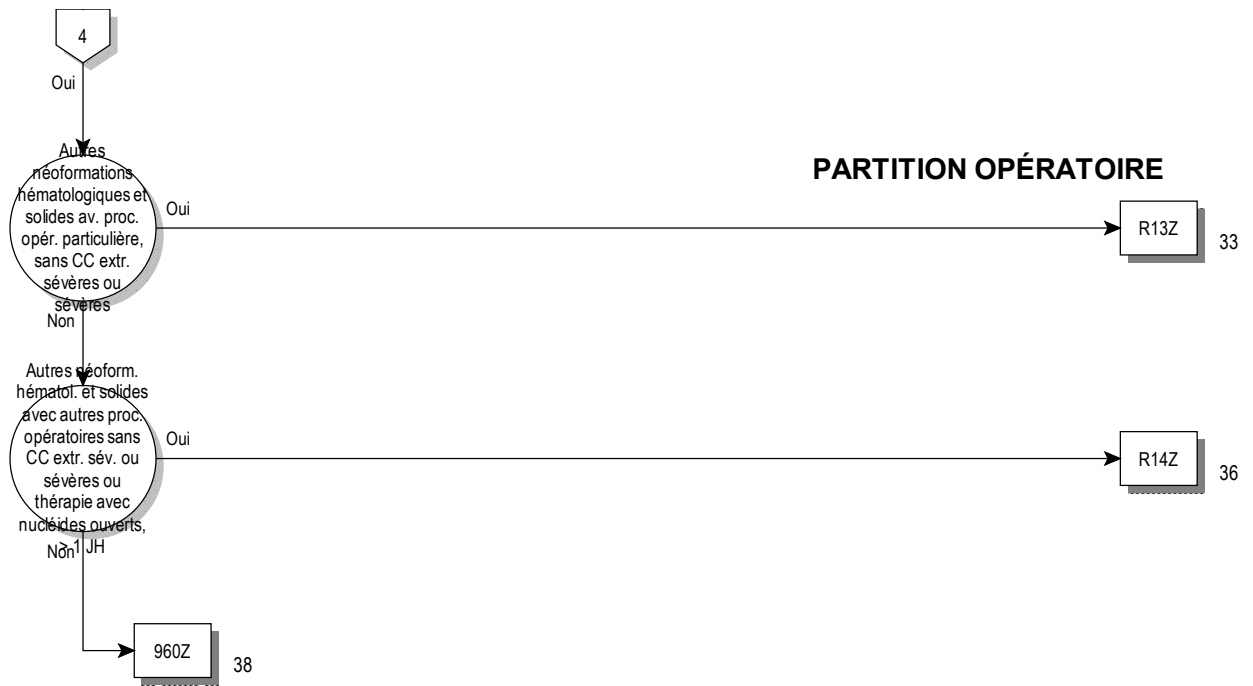 4
Oui
PARTITION OPÉRATOIRE
Autres
néoformations
hématologiques et
solides av. proc.
opér. particulière,
sans CC extr.
sévères ou
sévères
Oui
R13Z
33
Non
Autres néoform.
hématol. et solides
avec autres proc.
opératoires sans
CC extr. sév. ou
sévères ou
thérapie avec
nucléides ouverts,
> 1 JH
Oui
R14Z
36
Non
960Z
38